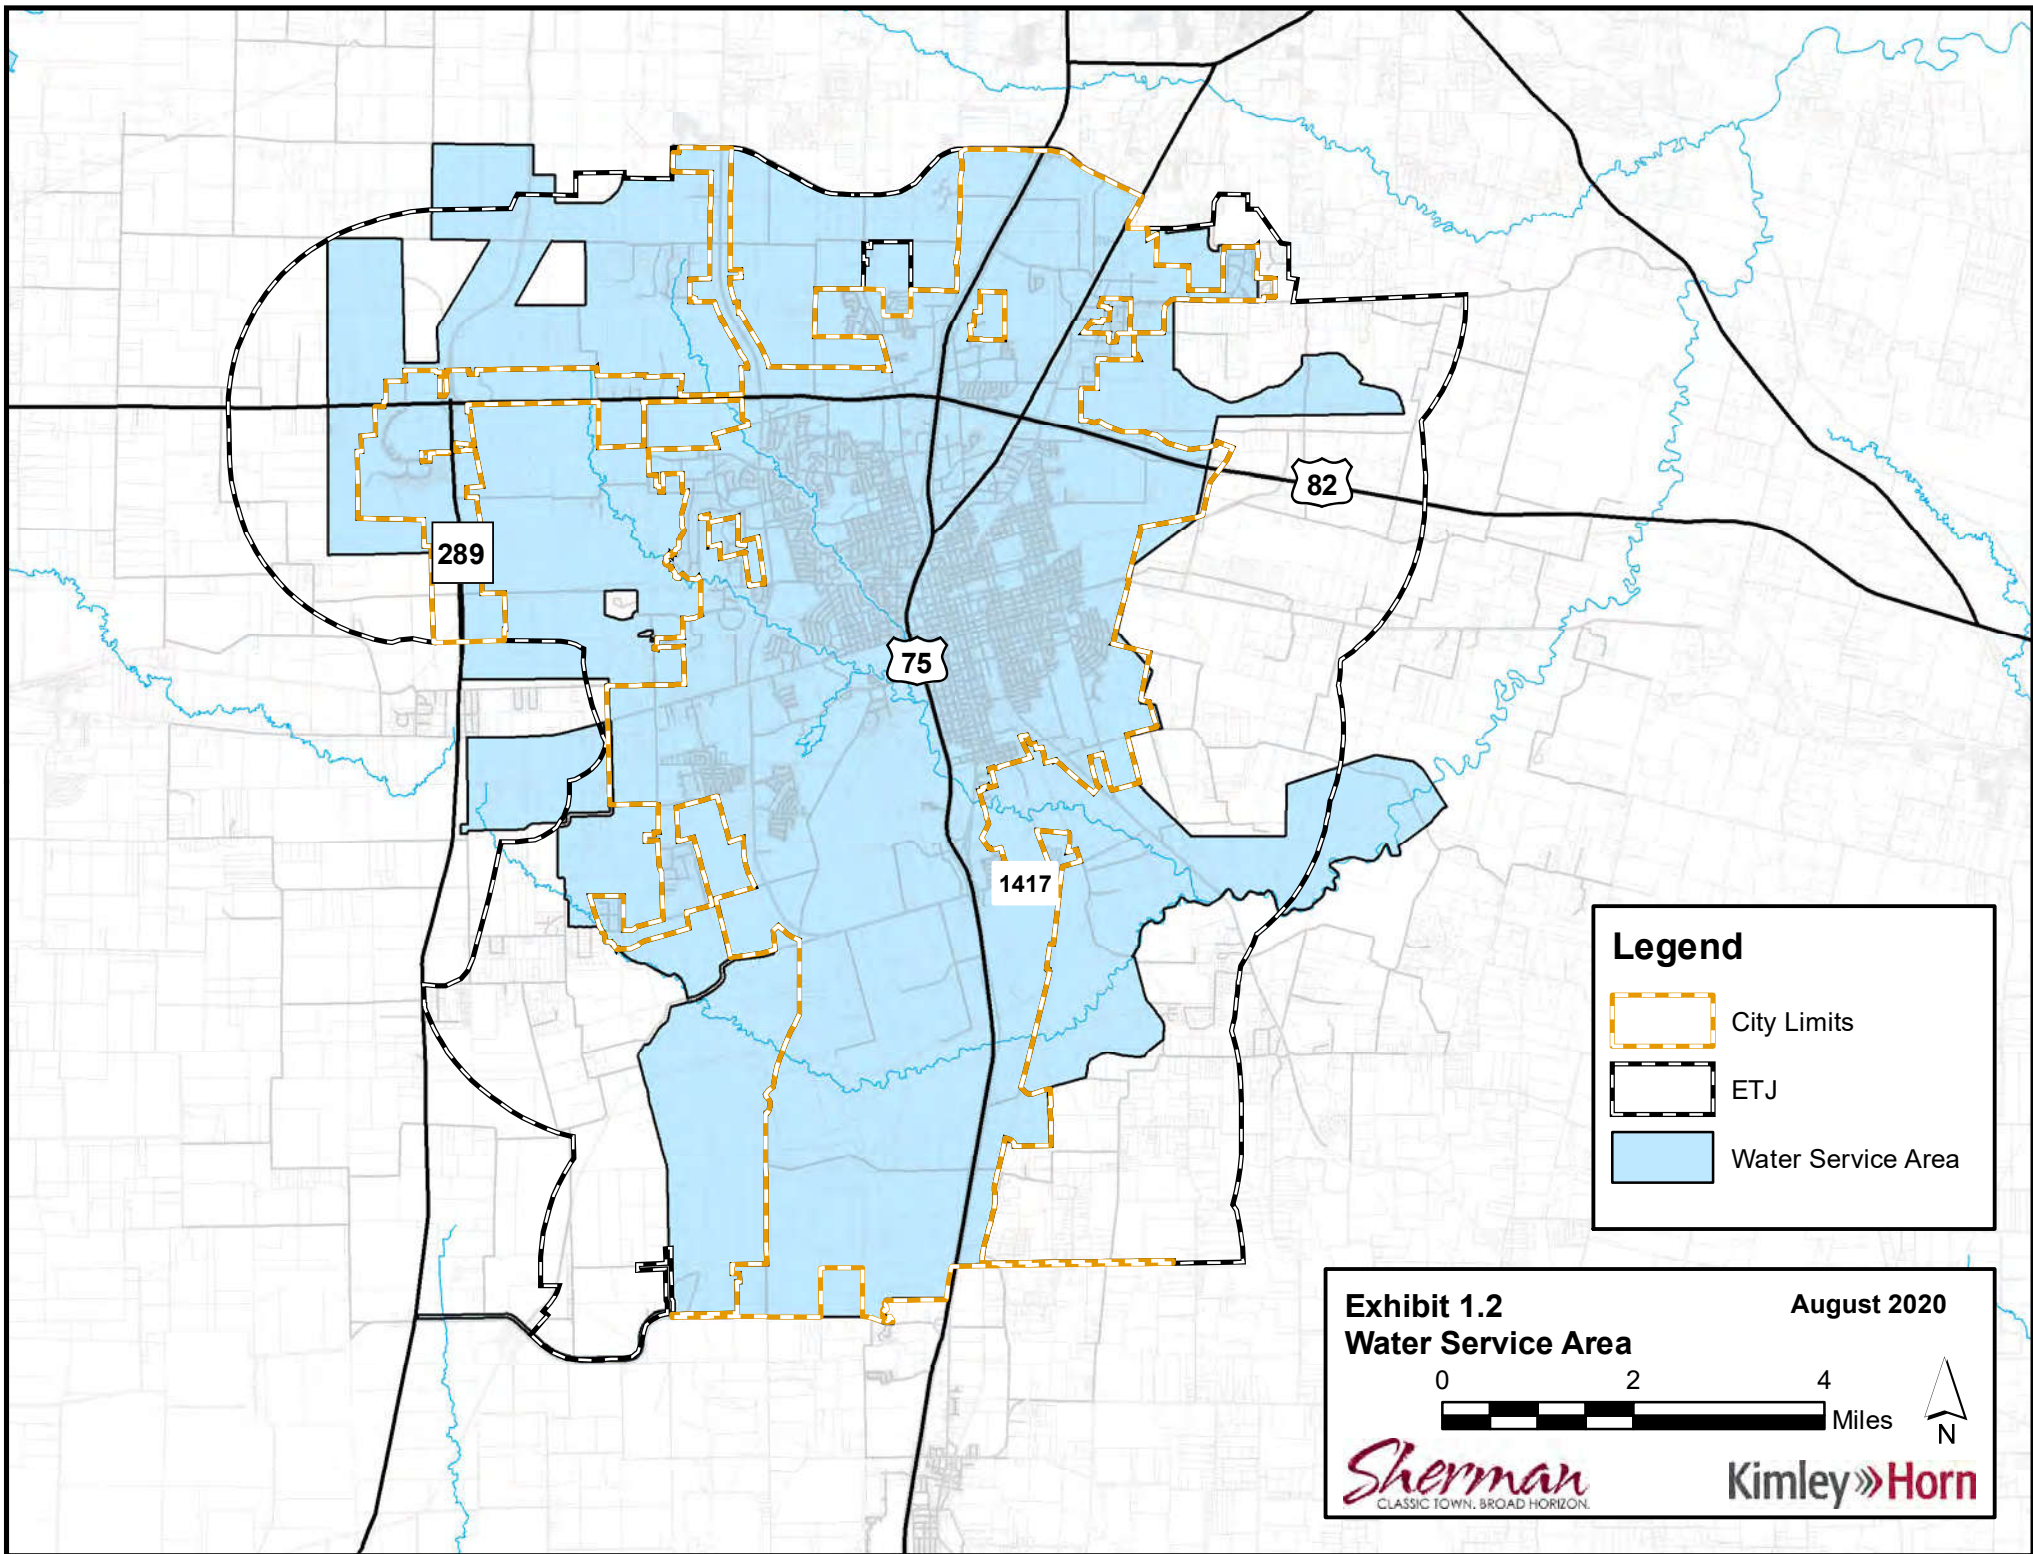 82
289
75
1417
Legend
City Limits
ETJ
Water Service Area
Exhibit 1.2
August 2020
Water Service Area
0 2 4
Miles
N
Sherman
CLASSIC TOWN. BROAD HORIZON.
Kimley»Horn